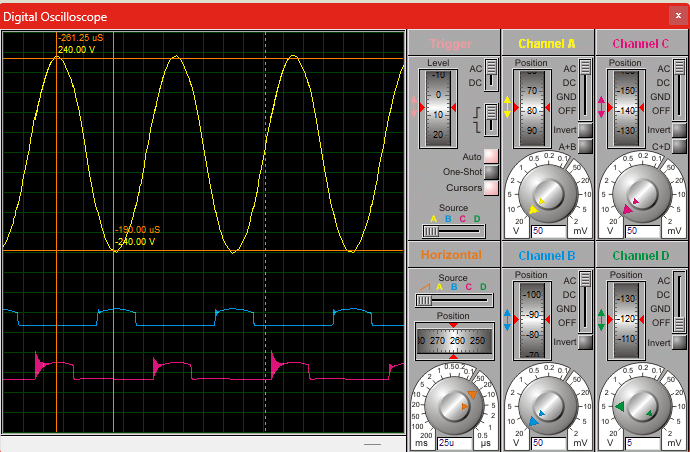 Digital Oscilloscope
x
-261.25 uS
240.00 V
-190.00 uS
-240.00 V
Trigger
Level
-10
0
10
20
AC
DC
Auto
One-Shot
Cursors
Source
A B C D
Channel A
Position
70
80
90
AC
DC
GND
OFF
Invert
A+B
0.5 0.2 0.1
1
2
5
10
20
V
50
50
20
10
5
2
mV
Channel C
Position
-150
-140
-130
AC
DC
GND
OFF
Invert
C+D
0.5 0.2 0.1
1
2
5
10
20
V
50
50
20
10
5
2
mV
Horizontal
Source
A B C D
Position
270 260 250
1 0.5 0.2 0.1
2
5
10
20
50
100
200
ms
25u
50
20
10
5
2
1
0.5
µs
Channel B
Position
-100
-90
-80
-70
AC
DC
GND
OFF
Invert
0.5 0.2 0.1
1
2
5
10
20
V
50
50
20
10
5
2
mV
Channel D
Position
-130
-120
-110
AC
DC
GND
OFF
Invert
0.5 0.2 0.1
1
2
5
10
20
V
5
50
20
10
5
2
mV